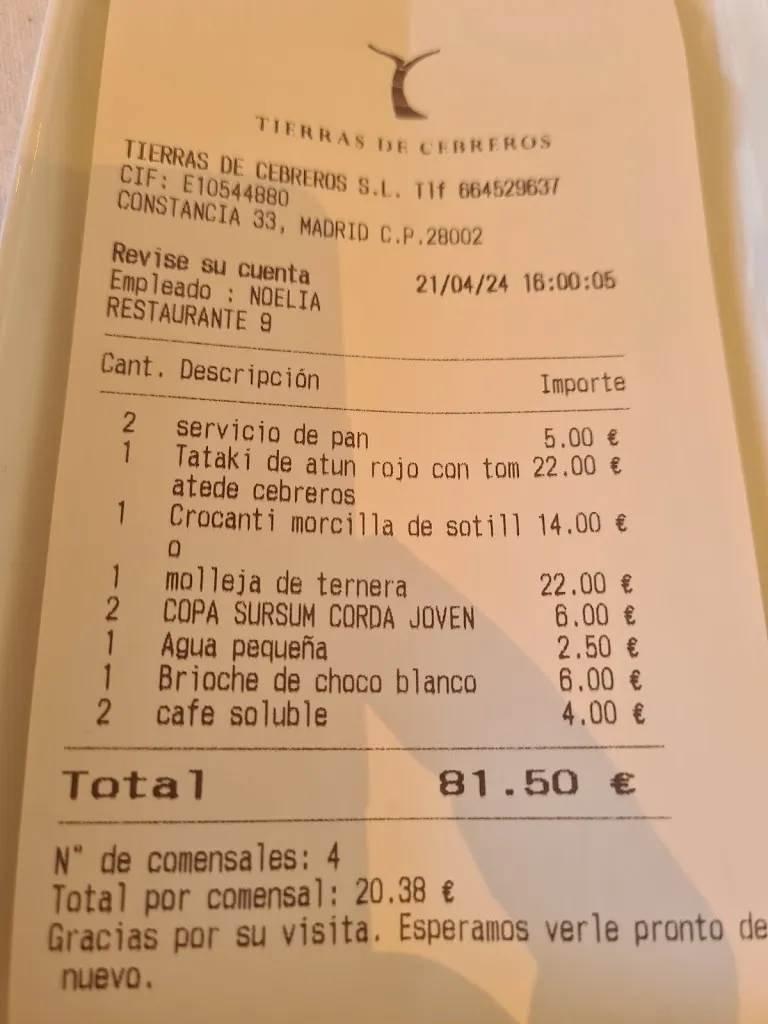 TIERRAS DE CEBREROS
TIERRAS DE CEBREROS S.L. Tlf 664529637
CIF: E10544880
CONSTANCIA 33, MADRID C.P.28002
Revise su cuenta
21/04/24 16:00:05
Empleado : NOELIA
RESTAURANTE 9
Cant. Descripción Importe
2 servicio de pan 5.00 €
1 Tataki de atun rojo con tom 22.00 €
atede cebreros
1 Crocanti morcilla de sotill 14.00 €
o
1 molleja de ternera 22.00 €
2 COPA SURSUM CORDA JOVEN 6.00 €
1 Agua pequeña 2.50 €
1 Brioche de choco blanco 6.00 €
2 cafe soluble 4.00 €
Total 81.50 €
N° de comensales: 4
Total por comensal: 20.38 €
Gracias por su visita. Esperamos verle pronto de
nuevo.